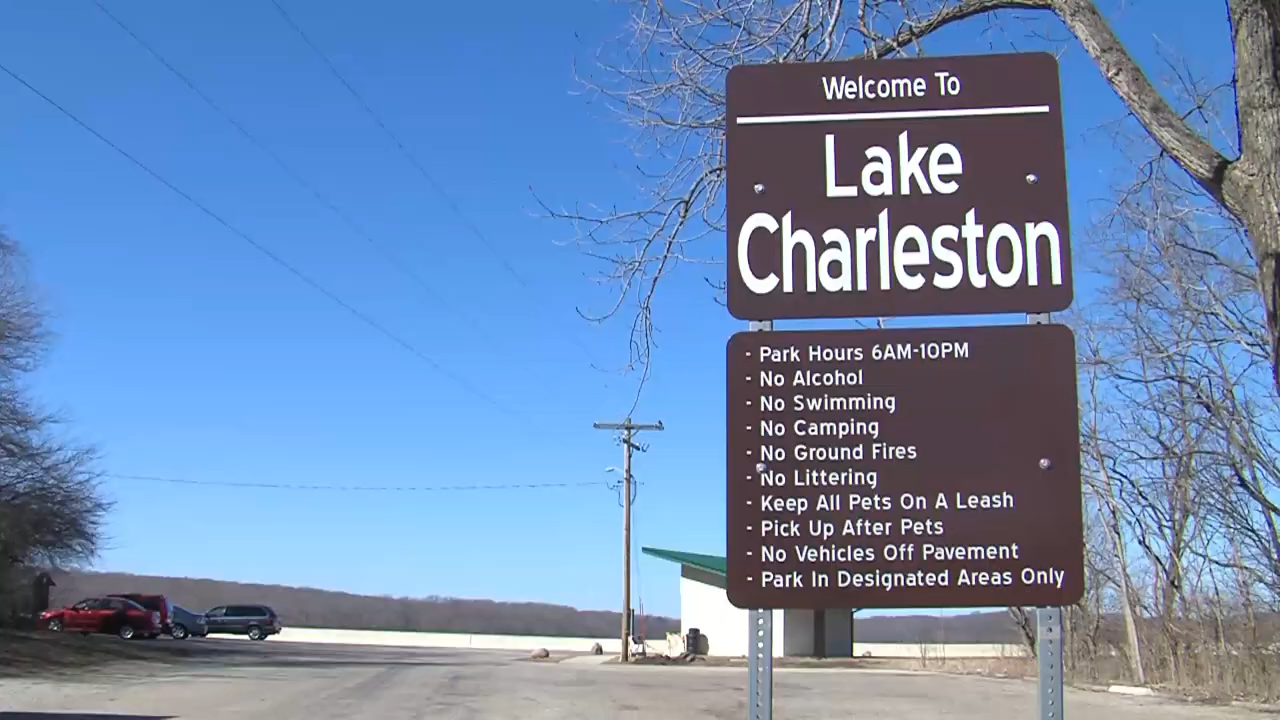 Welcome To
Lake
Charleston
- Park Hours 6AM-10PM
- No Alcohol
- No Swimming
- No Camping
- No Ground Fires
- No Littering
- Keep All Pets On A Leash
- Pick Up After Pets
- No Vehicles Off Pavement
- Park In Designated Areas Only